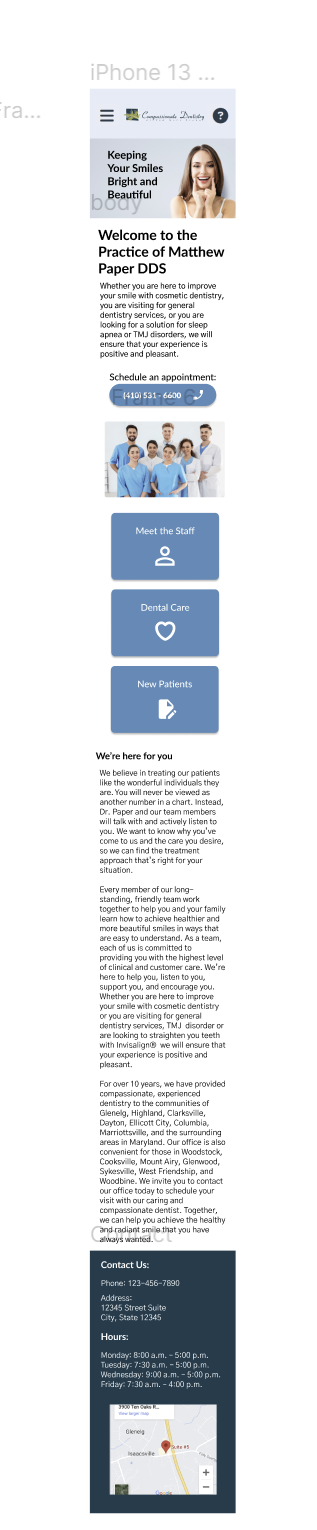 iPhone 13 ...
Fra...
Compassionate Dentistry
?
Keeping
Your Smiles
Bright and
Beautiful
body
Welcome to the
Practice of Matthew
Paper DDS
Whether you are here to improve
your smile with cosmetic dentistry,
you are visiting for general
dentistry services, or you are
looking for a solution for sleep
apnea or TMJ disorders, we will
ensure that your experience is
positive and pleasant.
Schedule an appointment:
(410) 531 - 6600
Frame 6
Meet the Staff
Dental Care
New Patients
We're here for you
We believe in treating our patients
like the wonderful individuals they
are. You will never be viewed as
another number in a chart. Instead,
Dr. Paper and our team members
will talk with and actively listen to
you. We want to know why you've
come to us and the care you desire,
so we can find the treatment
approach that's right for your
situation.
Every member of our long-
standing, friendly team work
together to help you and your family
learn how to achieve healthier and
more beautiful smiles in ways that
are easy to understand. As a team,
each of us is committed to
providing you with the highest level
of clinical and customer care. We're
here to help you, listen to you,
support you, and encourage you.
Whether you are here to improve
your smile with cosmetic dentistry
or you are visiting for general
dentistry services, TMJ disorder or
are looking to straighten you teeth
with Invisalign® we will ensure that
your experience is positive and
pleasant.
For over 10 years, we have provided
compassionate, experienced
dentistry to the communities of
Glenelg, Highland, Clarksville,
Dayton, Ellicott City, Columbia,
Marriottsville, and the surrounding
areas in Maryland. Our office is also
convenient for those in Woodstock,
Cooksville, Mount Airy, Glenwood,
Sykesville, West Friendship, and
Woodbine. We invite you to contact
our office today to schedule your
visit with our caring and
compassionate dentist. Together,
we can help you achieve the healthy
and radiant smile that you have
always wanted.
Contact
Contact Us:
Phone: 123-456-7890
Address:
12345 Street Suite
City, State 12345
Hours:
Monday: 8:00 a.m. - 5:00 p.m.
Tuesday: 7:30 a.m. - 5:00 p.m.
Wednesday: 9:00 a.m. - 5:00 p.m.
Friday: 7:30 a.m. - 4:00 p.m.
3908 Ten Oaks R...
View larger map
Glenelg
Isaacsville
Suite #5
+
Google
−